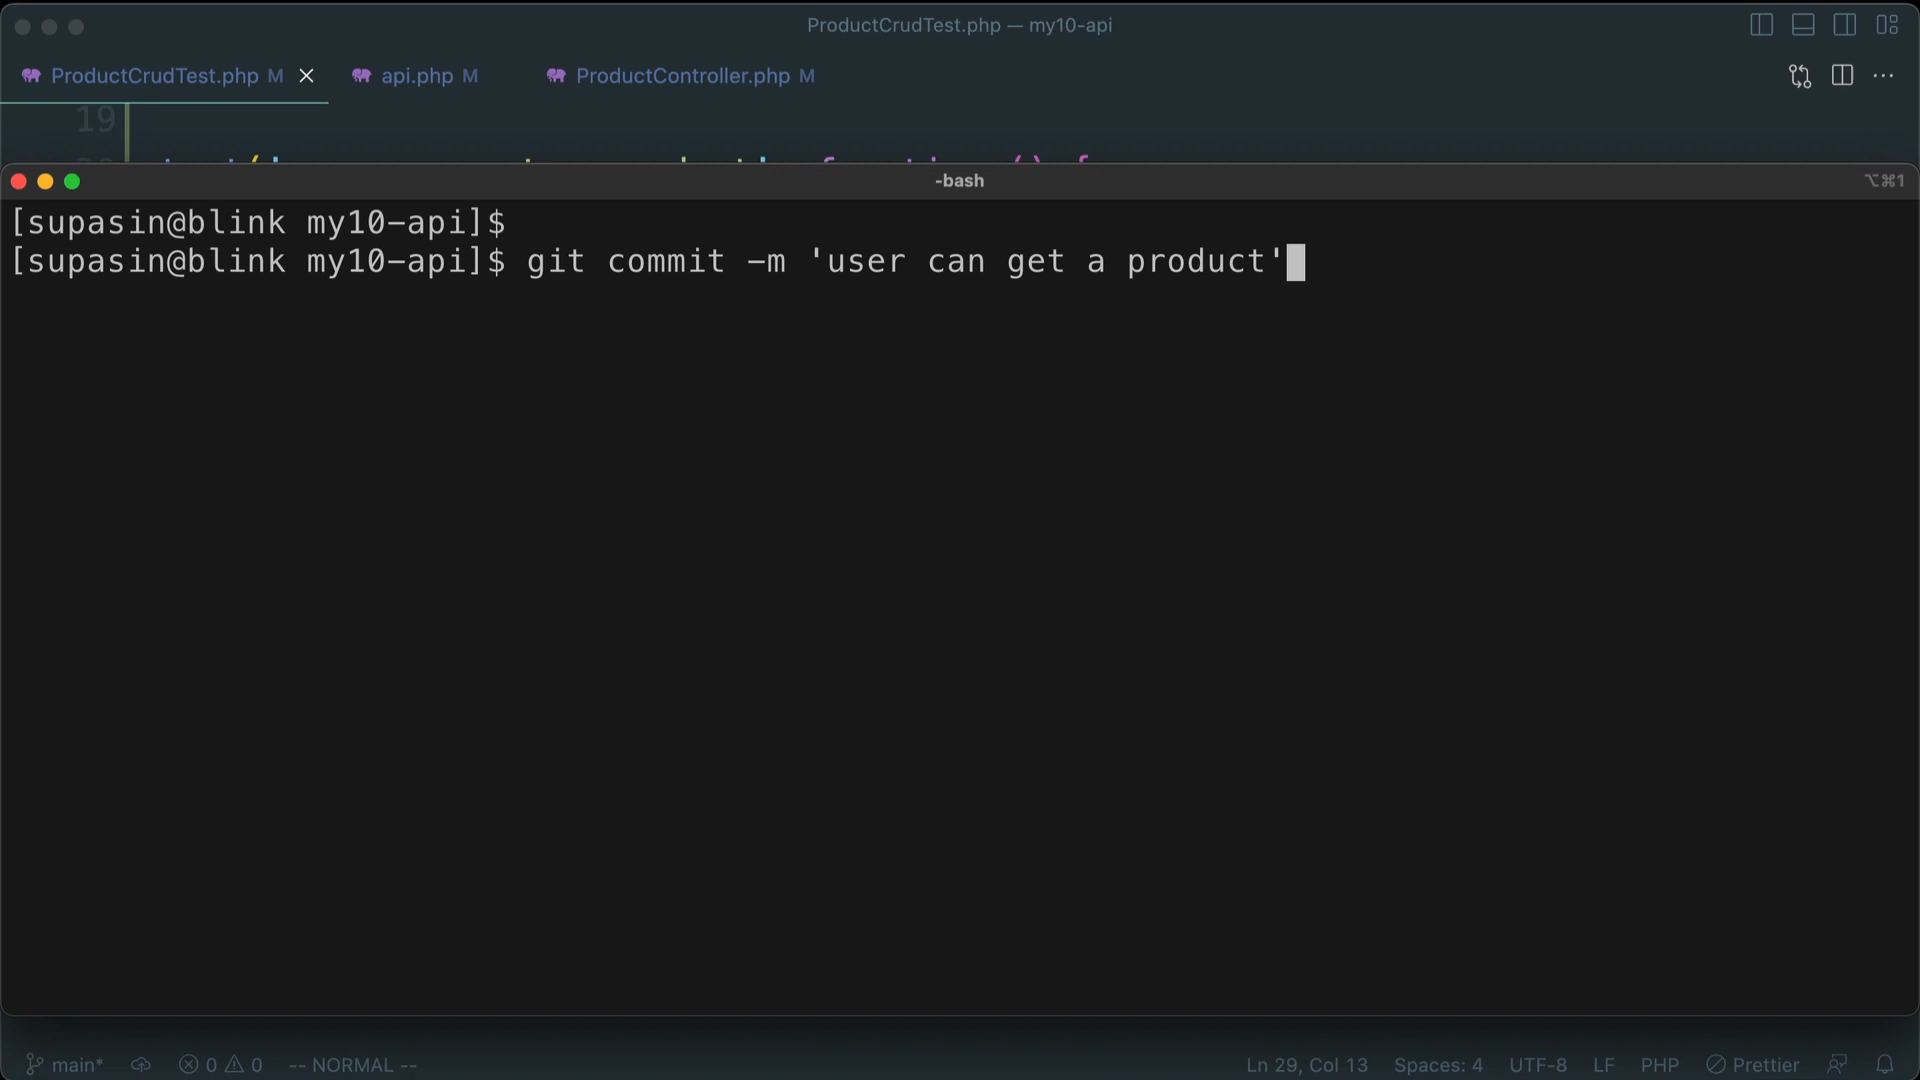 ProductCrudTest.php — my10-api
ProductCrudTest.php M api.php M ProductController.php M
19
-bash
⌥⌘1
[supasin@blink my10-api]$
[supasin@blink my10-api]$ git commit -m 'user can get a product'
main* 0 0 -- NORMAL -- Ln 29, Col 13 Spaces: 4 UTF-8 LF PHP Prettier